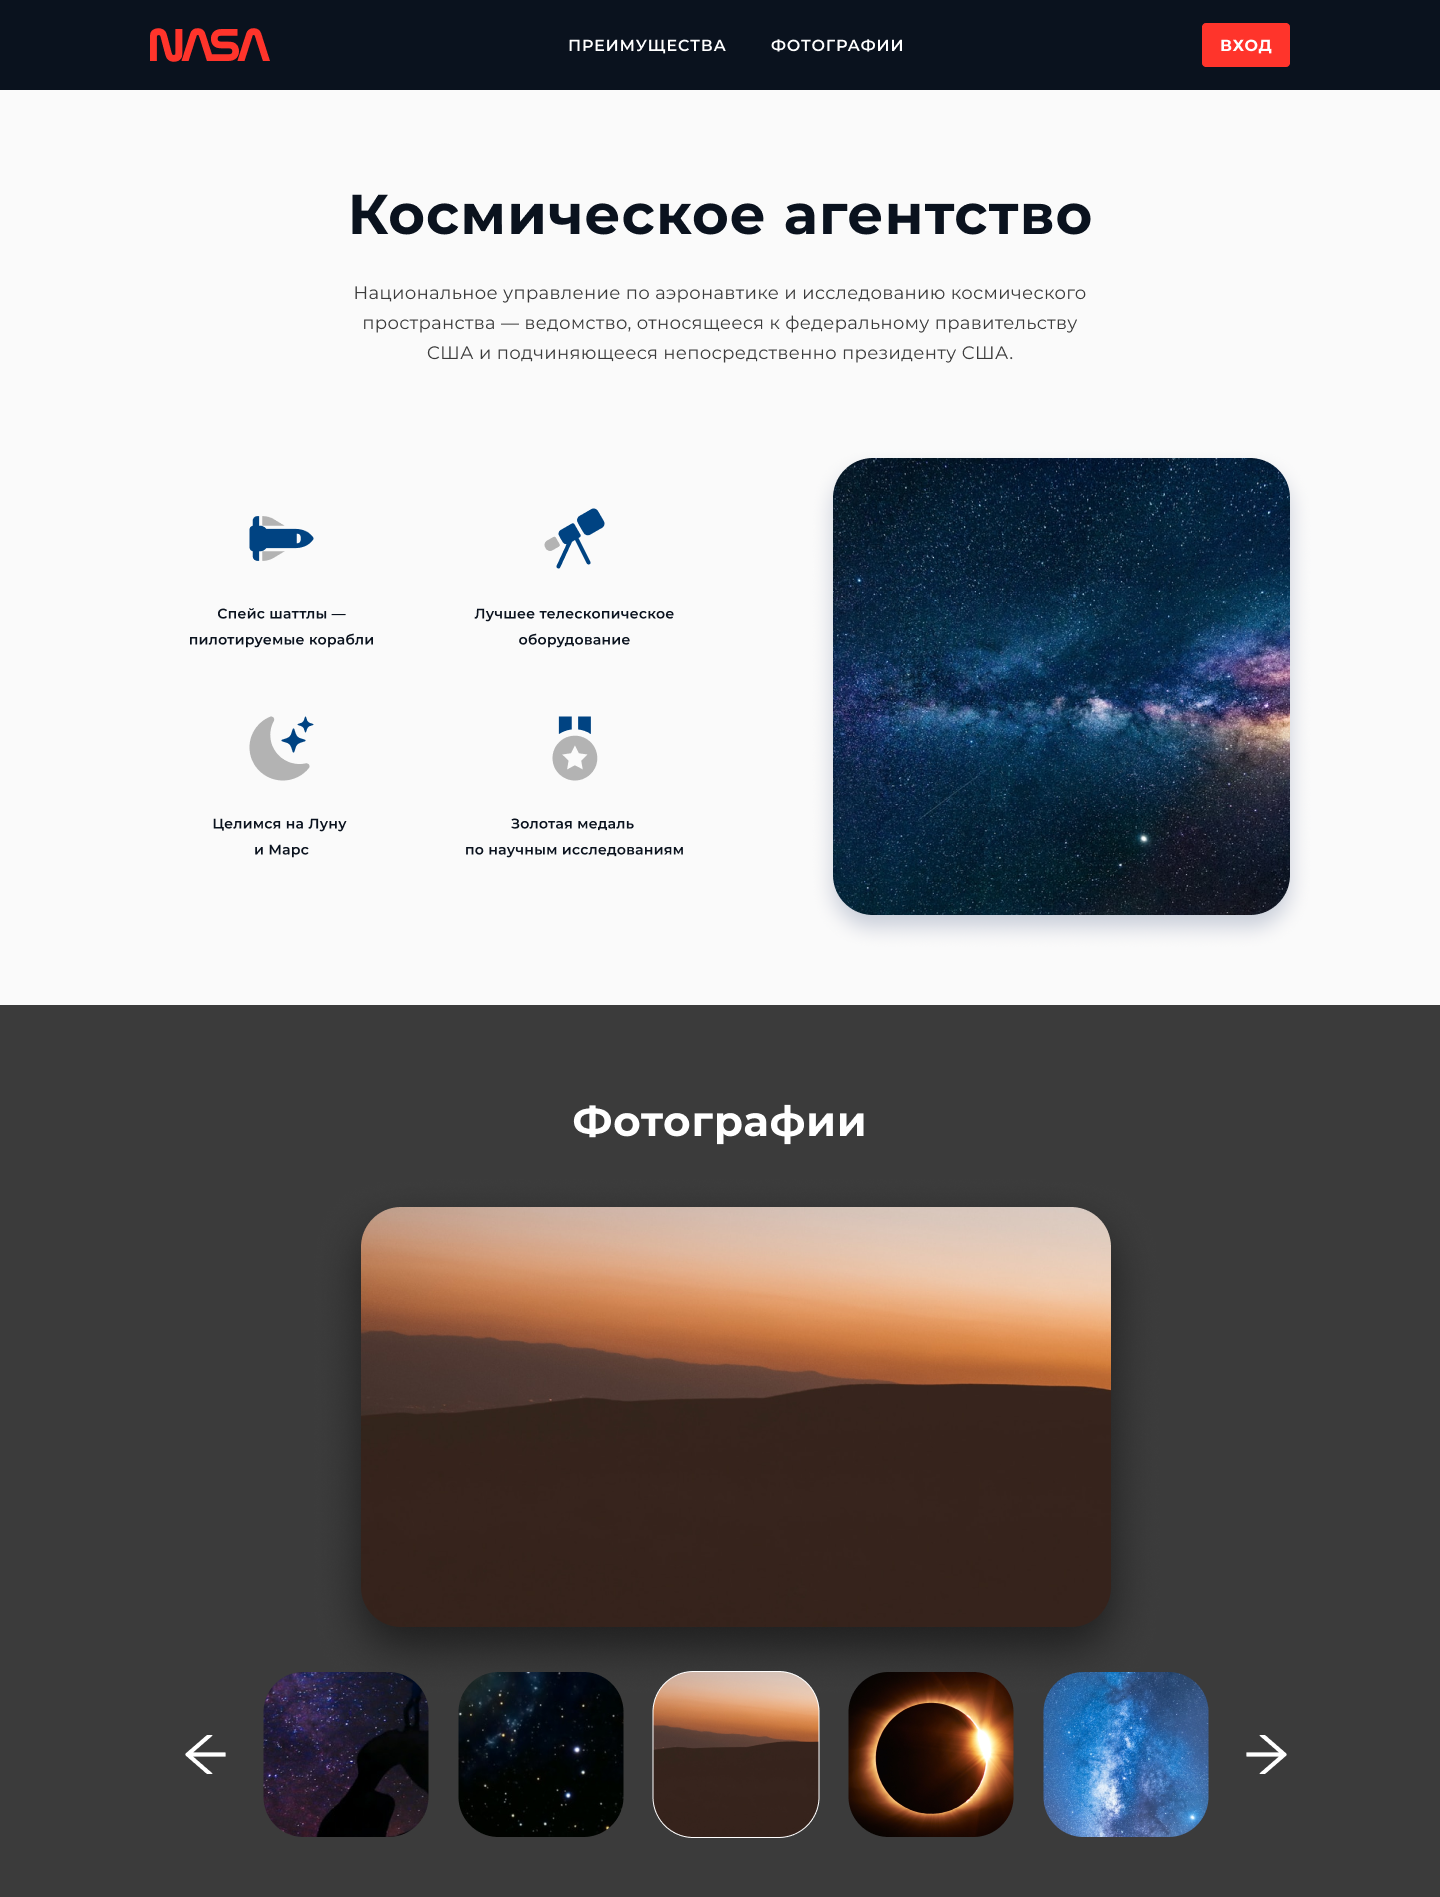 NASA
ПРЕИМУЩЕСТВА
ФОТОГРАФИИ
ВХОД
Космическое агентство
Национальное управление по аэронавтике и исследованию космического
пространства — ведомство, относящееся к федеральному правительству
США и подчиняющееся непосредственно президенту США.
Спейс шаттлы —
пилотируемые корабли
Лучшее телескопическое
оборудование
Целимся на Луну
и Марс
Золотая медаль
по научным исследованиям
Фотографии